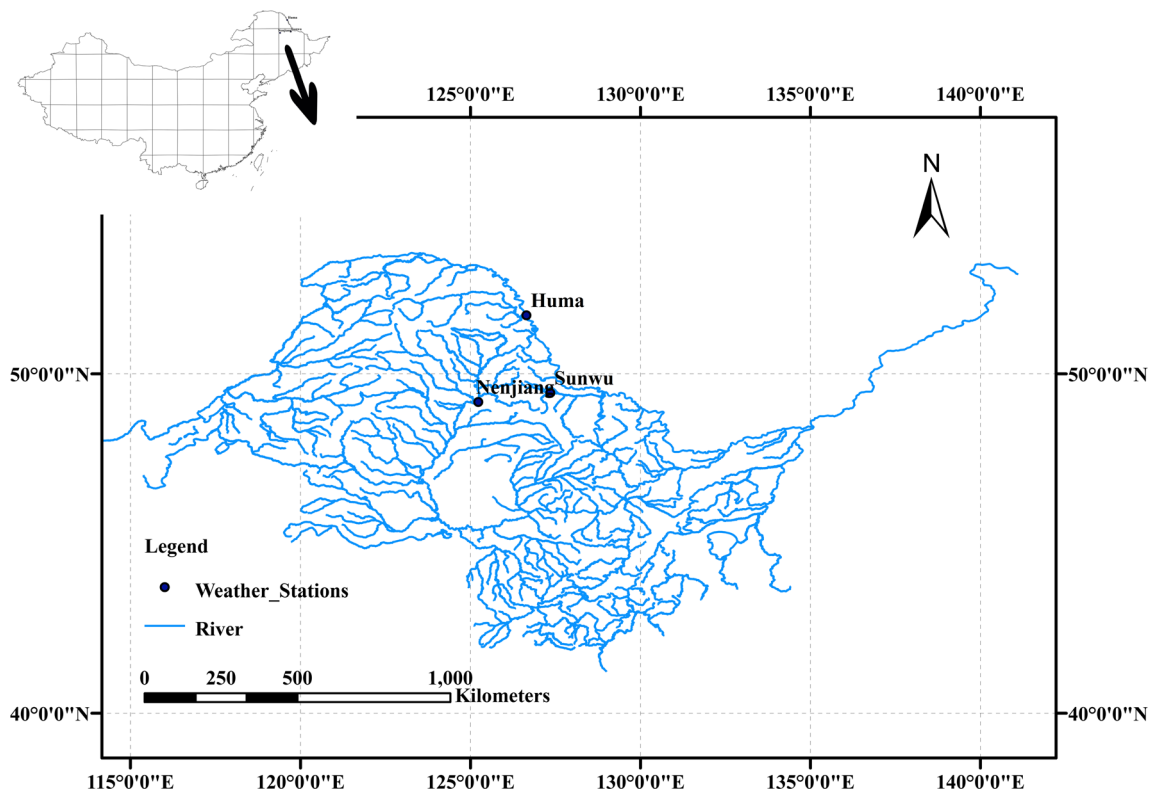 Huma
125°0'0"E 130°0'0"E 135°0'0"E 140°0'0"E
N
Huma
50°0'0"N 50°0'0"N
Sunwu
Nenjiang
Legend
Weather_Stations
River
0 250 500 1,000
Kilometers
40°0'0"N 40°0'0"N
115°0'0"E 120°0'0"E 125°0'0"E 130°0'0"E 135°0'0"E 140°0'0"E